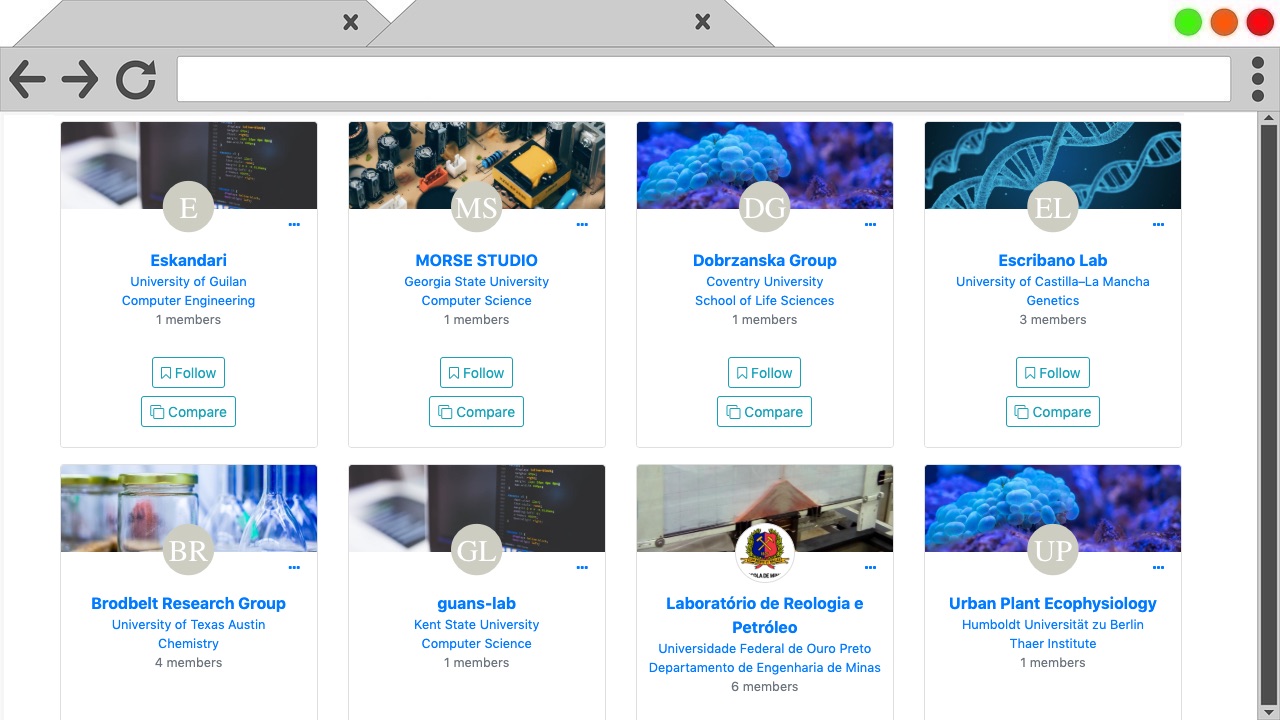 E
Eskandari
University of Guilan
Computer Engineering
1 members
Follow
Compare
MS
MORSE STUDIO
Georgia State University
Computer Science
1 members
Follow
Compare
DG
Dobrzanska Group
Coventry University
School of Life Sciences
1 members
Follow
Compare
EL
Escribano Lab
University of Castilla–La Mancha
Genetics
3 members
Follow
Compare
BR
Brodbelt Research Group
University of Texas Austin
Chemistry
4 members
GL
guans-lab
Kent State University
Computer Science
1 members
Laboratório de Reologia e
Petróleo
Universidade Federal de Ouro Preto
Departamento de Engenharia de Minas
6 members
UP
Urban Plant Ecophysiology
Humboldt Universität zu Berlin
Thaer Institute
1 members